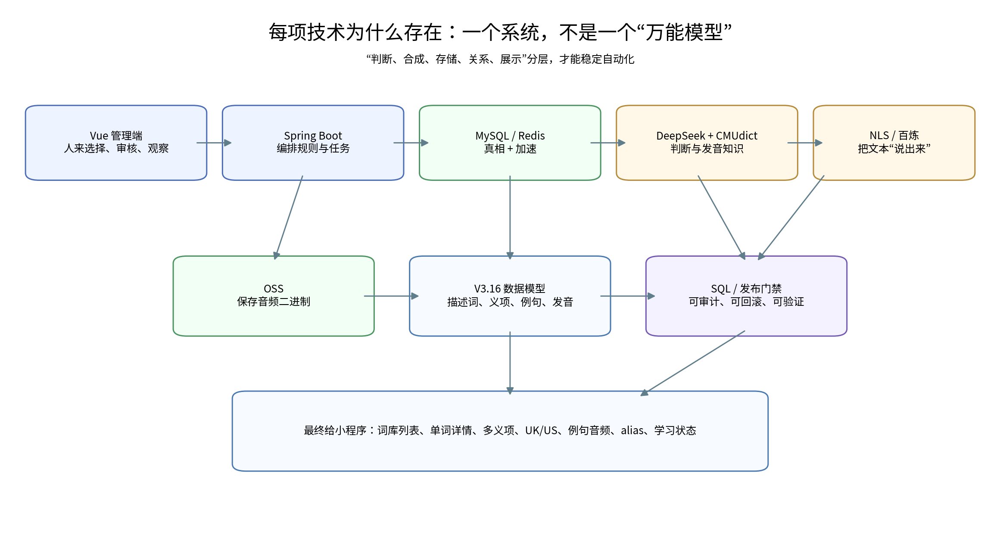 每项技术为什么存在：一个系统，不是一个“万能模型”
“判断、合成、存储、关系、展示”分层，才能稳定自动化
Vue 管理端
人来选择、审核、观察
Spring Boot
编排规则与任务
MySQL / Redis
真相 + 加速
DeepSeek + CMUdict
判断与发音知识
NLS / 百炼
把文本“说出来”
OSS
保存音频二进制
V3.16 数据模型
描述词、义项、例句、发音
SQL / 发布门禁
可审计、可回滚、可验证
最终给小程序：词库列表、单词详情、多义项、UK/US、例句音频、alias、学习状态